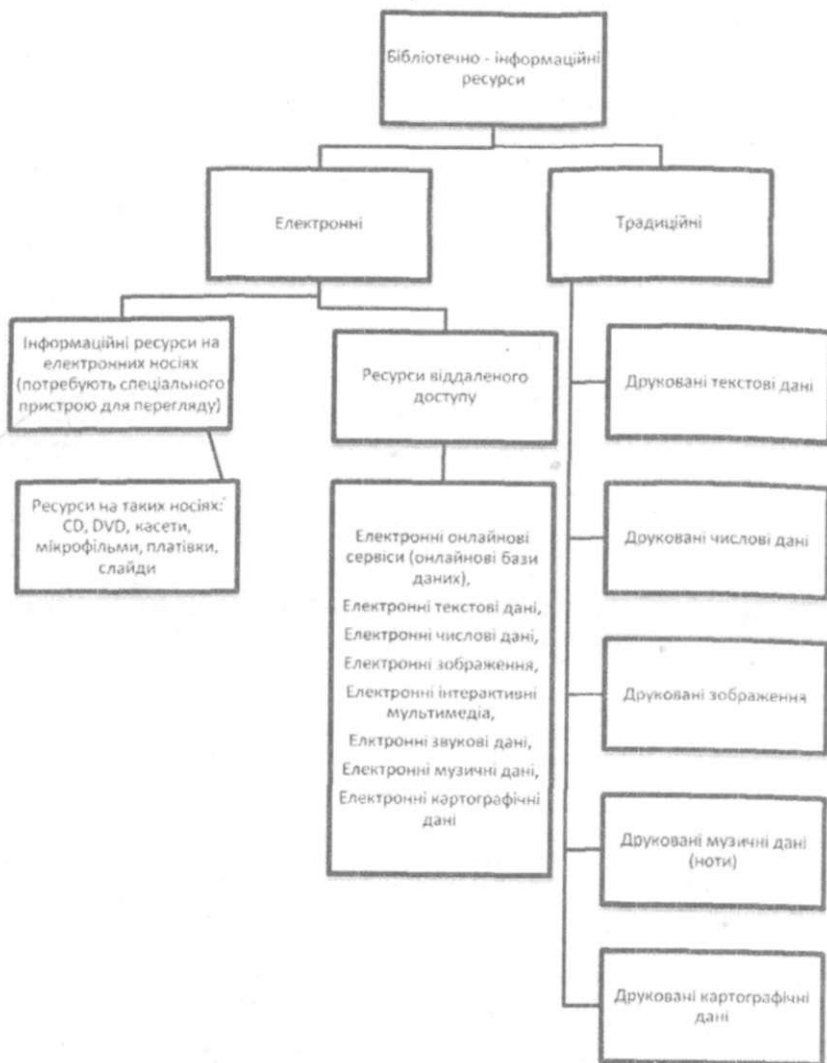 Бібліотечно - інформаційні
ресурси
Електронні
Традиційні
Інформаційні ресурси на
електронних носіях
(потребують спеціального
пристрою для перегляду)
Ресурси віддаленого
доступу
Друковані текстові дані
Ресурси на таких носіях:
CD, DVD, касети,
мікрофільми, платівки,
слайди
Електронні онлайнові
сервіси (онлайнові бази
даних),
Електронні текстові дані,
Електронні числові дані,
Електронні зображення,
Електронні інтерактивні
мультимедіа,
Елктронні звукові дані,
Електронні музичні дані,
Електронні картографічні
дані
Друковані числові дані
Друковані зображення
Друковані музичні дані
(ноти)
Друковані картографічні
дані